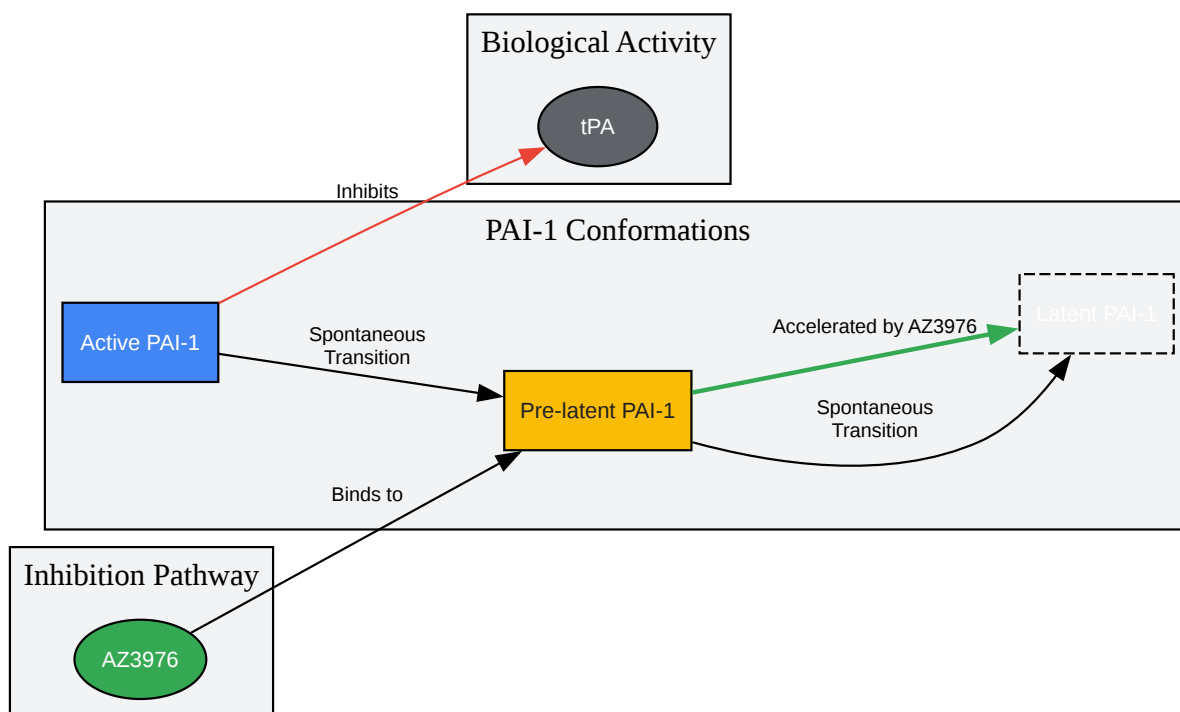 Biological Activity
tPA
Inhibits
PAI-1 Conformations
Active PAI-1
Spontaneous
Transition
Pre-latent PAI-1
Accelerated by AZ3976
Latent PAI-1
Spontaneous
Transition
Binds to
Inhibition Pathway
AZ3976